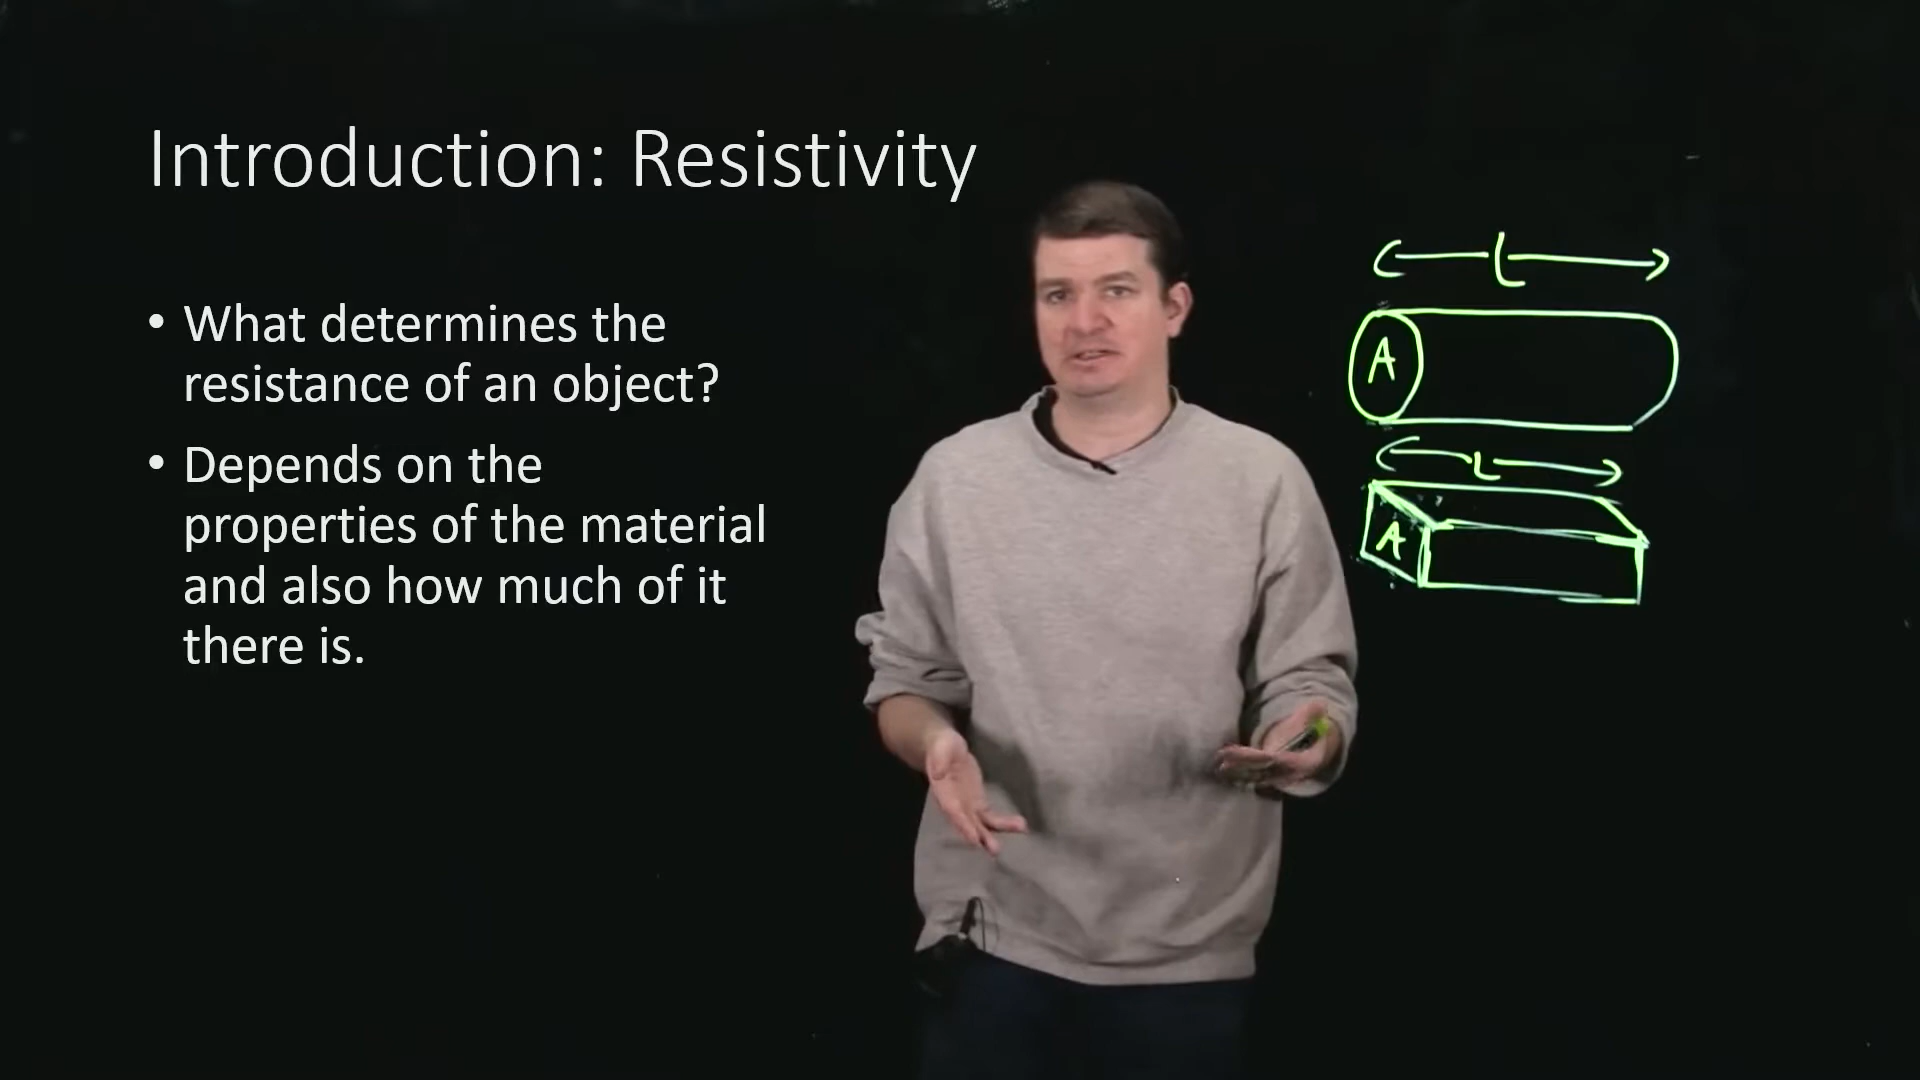 Introduction: Resistivity
• What determines the
resistance of an object?
• Depends on the
properties of the material
and also how much of it
there is.
L
A
L
A